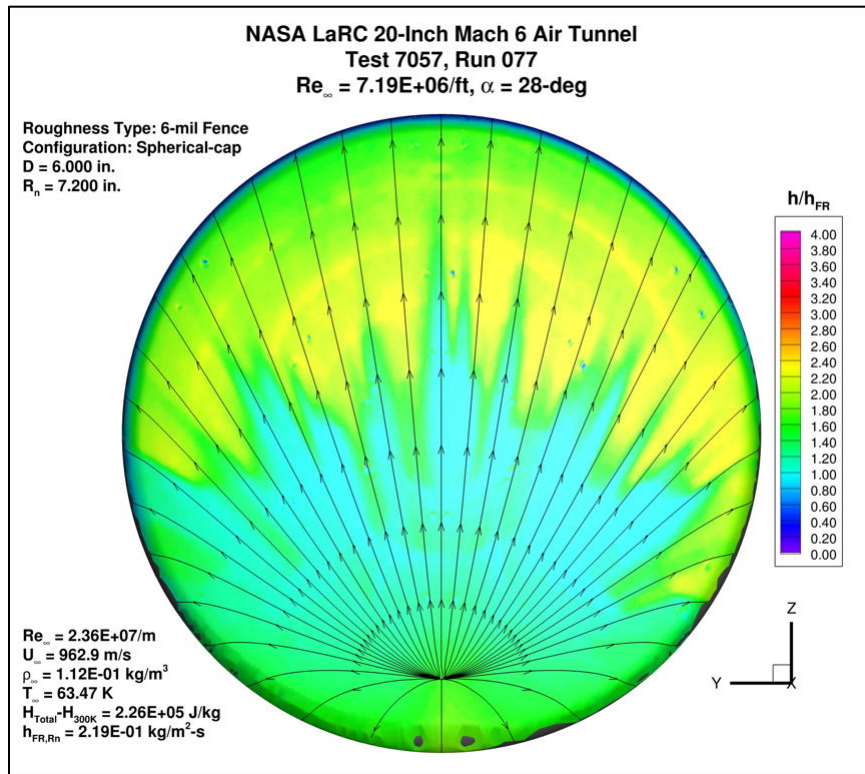 NASA LaRC 20-Inch Mach 6 Air Tunnel
Test 7057, Run 077
Re∞ = 7.19E+06/ft, α = 28-deg
Roughness Type: 6-mil Fence
Configuration: Spherical-cap
D = 6.000 in.
Rn = 7.200 in.
h/hFR
4.00
3.80
3.60
3.40
3.20
3.00
2.80
2.60
2.40
2.20
2.00
1.80
1.60
1.40
1.20
1.00
0.80
0.60
0.40
0.20
0.00
Z
Y
X
Re∞ = 2.36E+07/m
U∞ = 962.9 m/s
ρ∞ = 1.12E-01 kg/m³
T∞ = 63.47 K
HTotal-H300K = 2.26E+05 J/kg
hFR,Rn = 2.19E-01 kg/m²-s